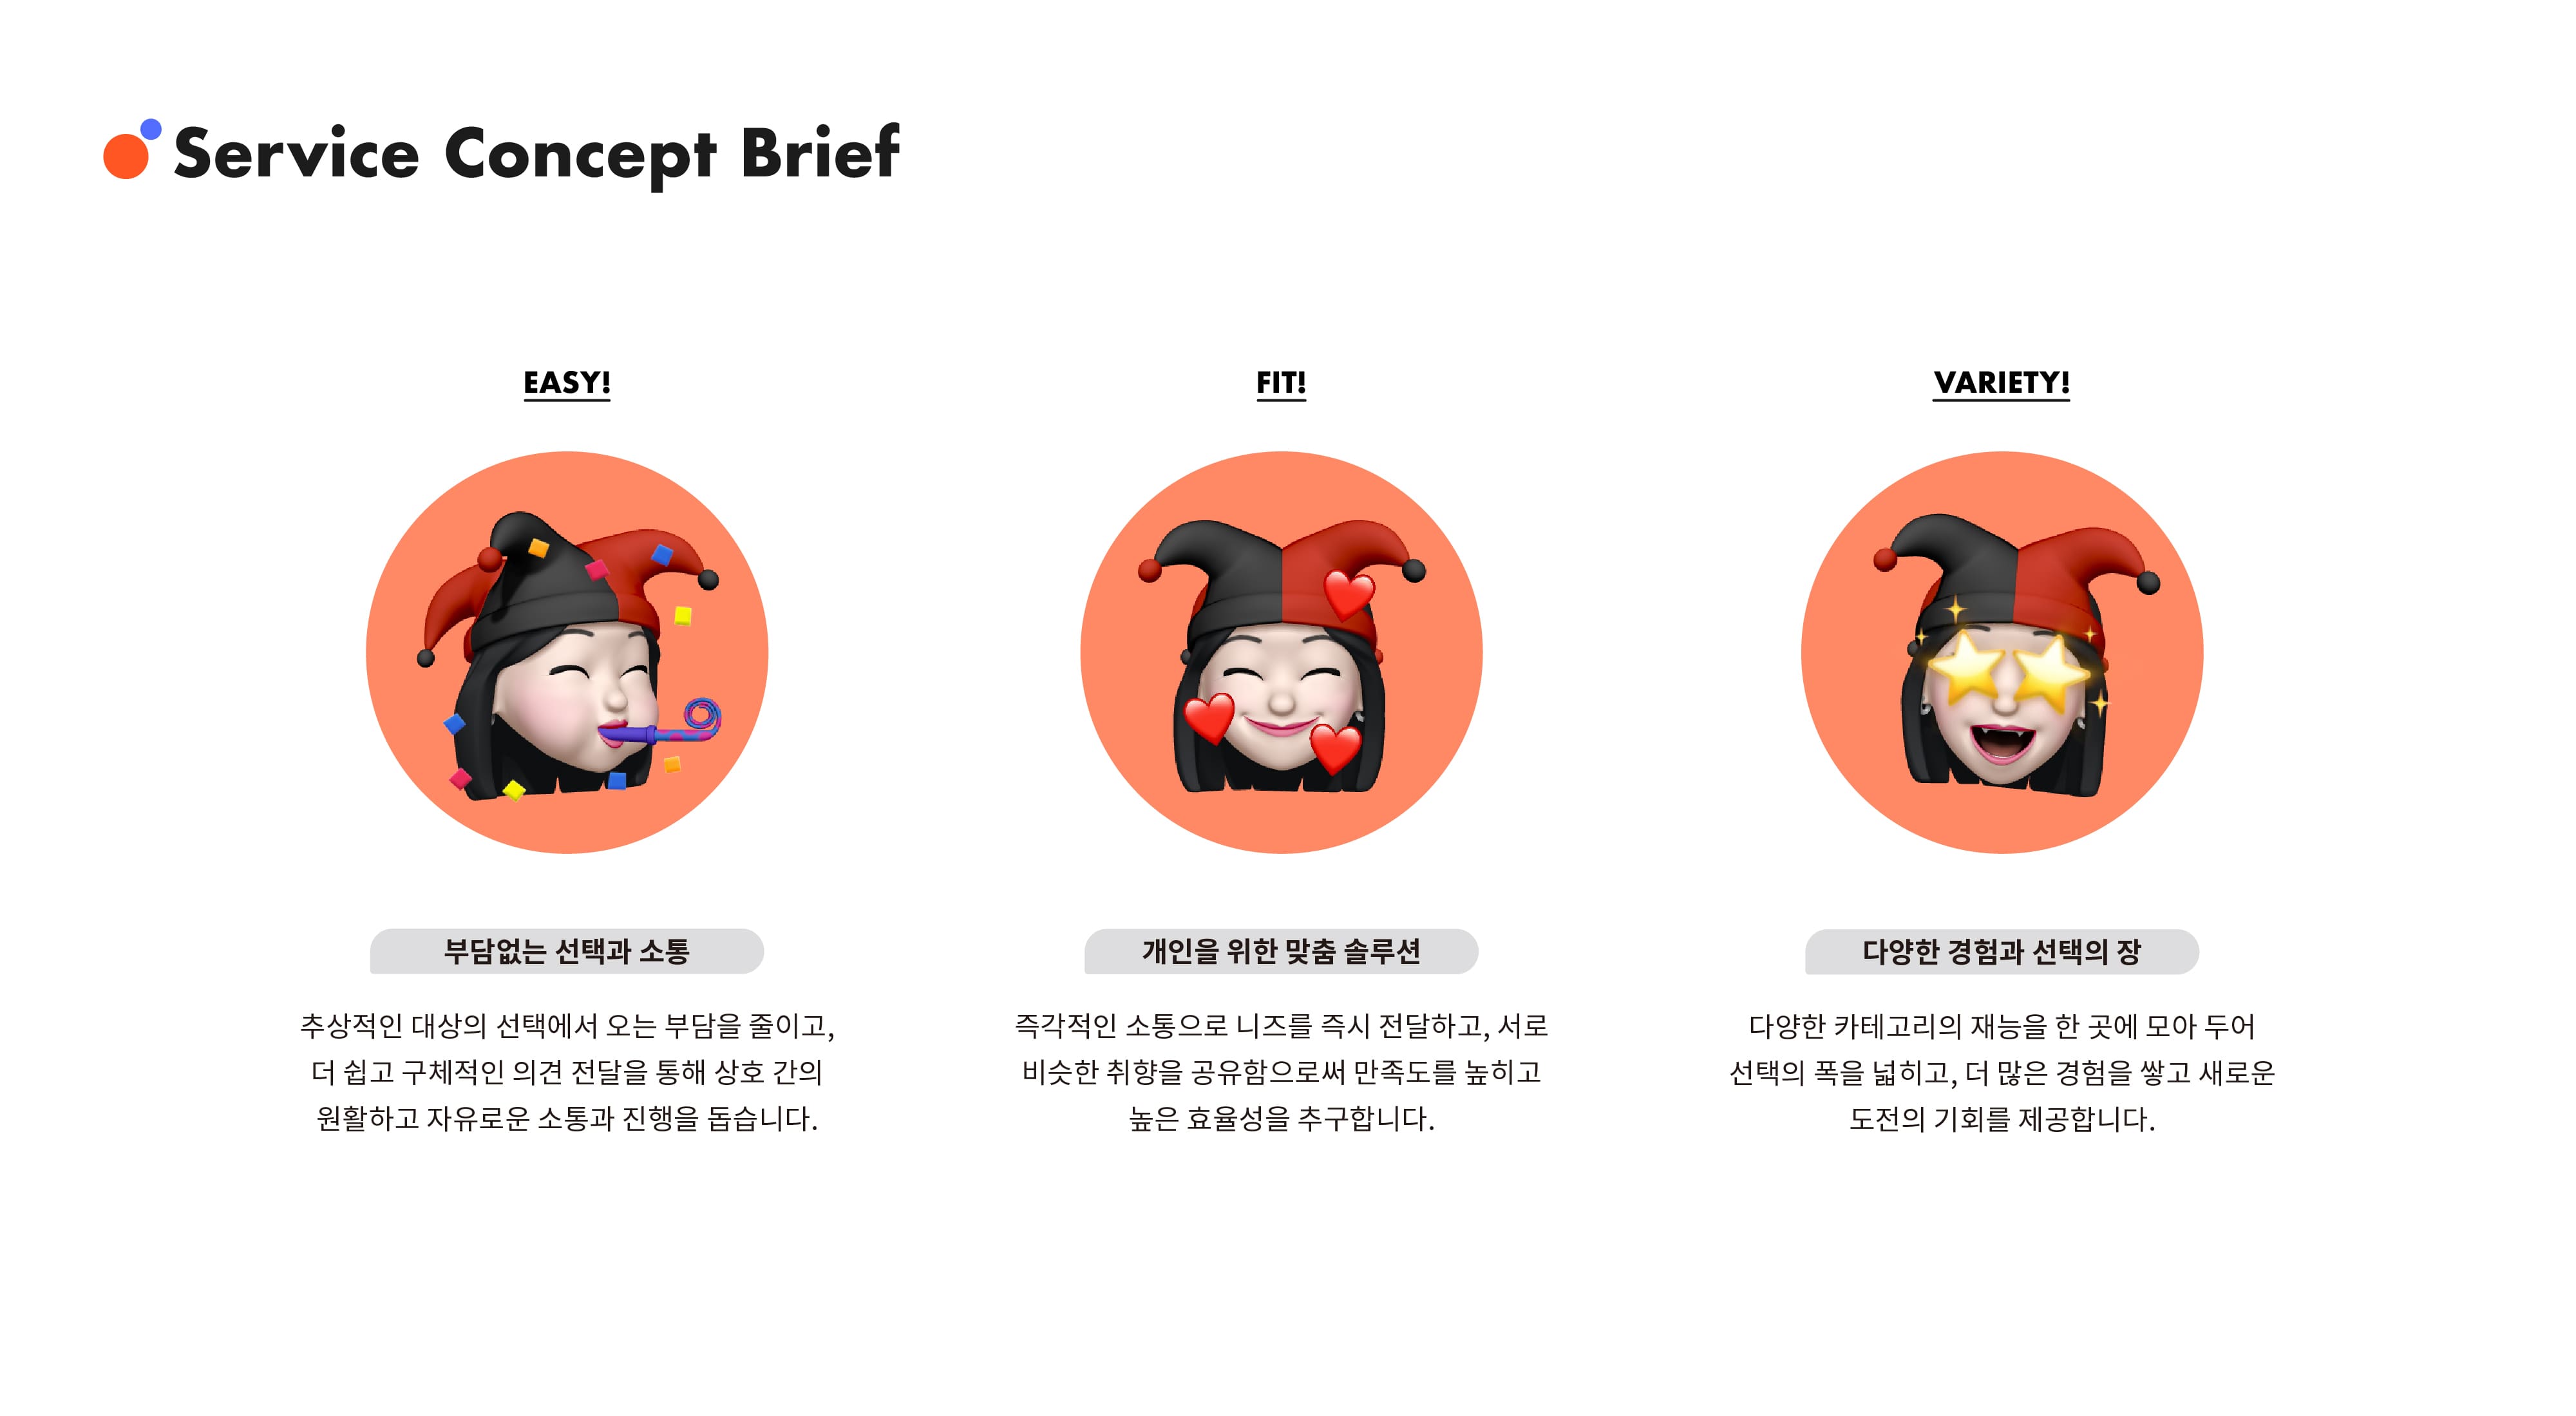 Service Concept Brief
EASY!
부담없는 선택과 소통
추상적인 대상의 선택에서 오는 부담을 줄이고,
더 쉽고 구체적인 의견 전달을 통해 상호 간의
원활하고 자유로운 소통과 진행을 돕습니다.
FIT!
개인을 위한 맞춤 솔루션
즉각적인 소통으로 니즈를 즉시 전달하고, 서로
비슷한 취향을 공유함으로써 만족도를 높히고
높은 효율성을 추구합니다.
VARIETY!
다양한 경험과 선택의 장
다양한 카테고리의 재능을 한 곳에 모아 두어
선택의 폭을 넓히고, 더 많은 경험을 쌓고 새로운
도전의 기회를 제공합니다.